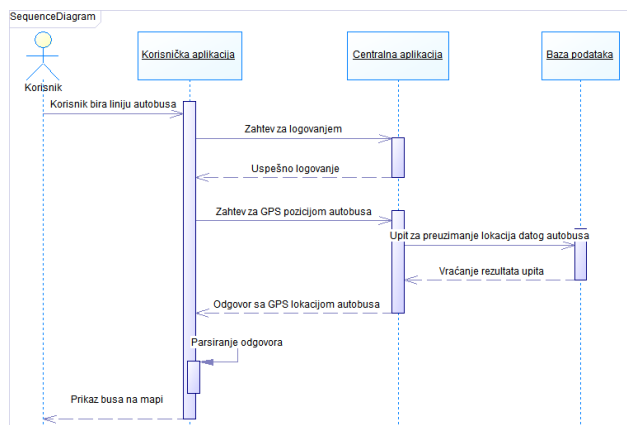 SequenceDiagram
Korisnik
Korisnička aplikacija
Centralna aplikacija
Baza podataka
Korisnik bira liniju autobusa
Zahtev za logovanjem
Uspešno logovanje
Zahtev za GPS pozicijom autobusa
Upit za preuzimanje lokacija datog autobusa
Vraćanje rezultata upita
Odgovor sa GPS lokacijom autobusa
Parsiranje odgovora
Prikaz busa na mapi